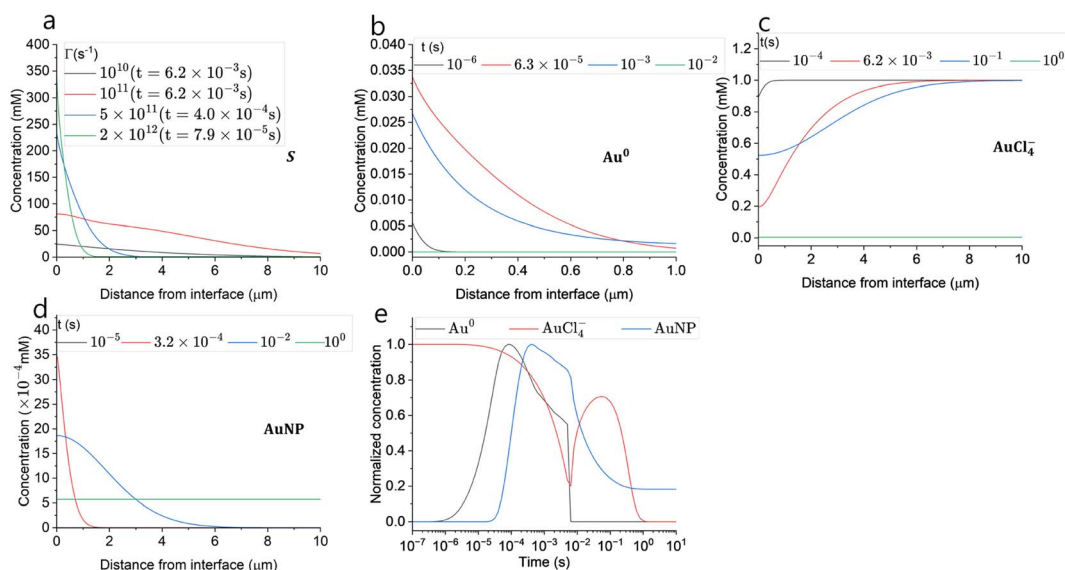 a
Γ(s⁻¹)
10¹⁰(t = 6.2 × 10⁻³s)
10¹¹(t = 6.2 × 10⁻³s)
5 × 10¹¹(t = 4.0 × 10⁻⁴s)
2 × 10¹²(t = 7.9 × 10⁻⁵s)
S
400
350
300
250
200
150
100
50
0
Concentration (mM)
0 2 4 6 8 10
Distance from interface (μm)
b
t (s)
10⁻⁶ 6.3 × 10⁻⁵ 10⁻³ 10⁻²
Au⁰
0.040
0.035
0.030
0.025
0.020
0.015
0.010
0.005
0.000
Concentration (mM)
0.0 0.2 0.4 0.6 0.8 1.0
Distance from interface (μm)
c
t(s)
10⁻⁴ 6.2 × 10⁻³ 10⁻¹ 10⁰
AuCl₄⁻
1.2
1.0
0.8
0.6
0.4
0.2
0.0
Concentration (mM)
0 2 4 6 8 10
Distance from interface (μm)
d
t (s)
10⁻⁵ 3.2 × 10⁻⁴ 10⁻² 10⁰
AuNP
40
35
30
25
20
15
10
5
0
Concentration (×10⁻⁴mM)
0 2 4 6 8 10
Distance from interface (μm)
e
Au⁰ AuCl₄⁻ AuNP
1.0
0.8
0.6
0.4
0.2
0.0
Normalized concentration
10⁻⁷ 10⁻⁶ 10⁻⁵ 10⁻⁴ 10⁻³ 10⁻² 10⁻¹ 10⁰ 10¹
Time (s)